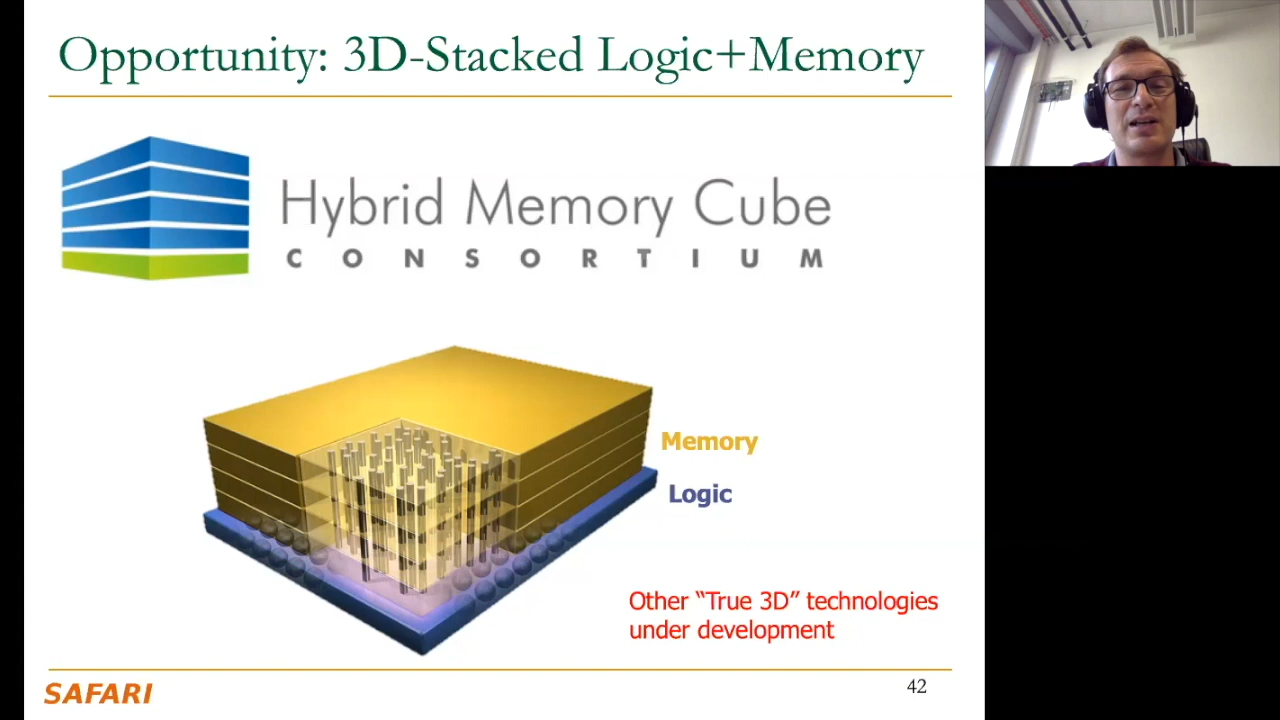 Opportunity: 3D-Stacked Logic+Memory
Hybrid Memory Cube
CONSORTIUM
Memory
Logic
Other “True 3D” technologies
under development
SAFARI
42